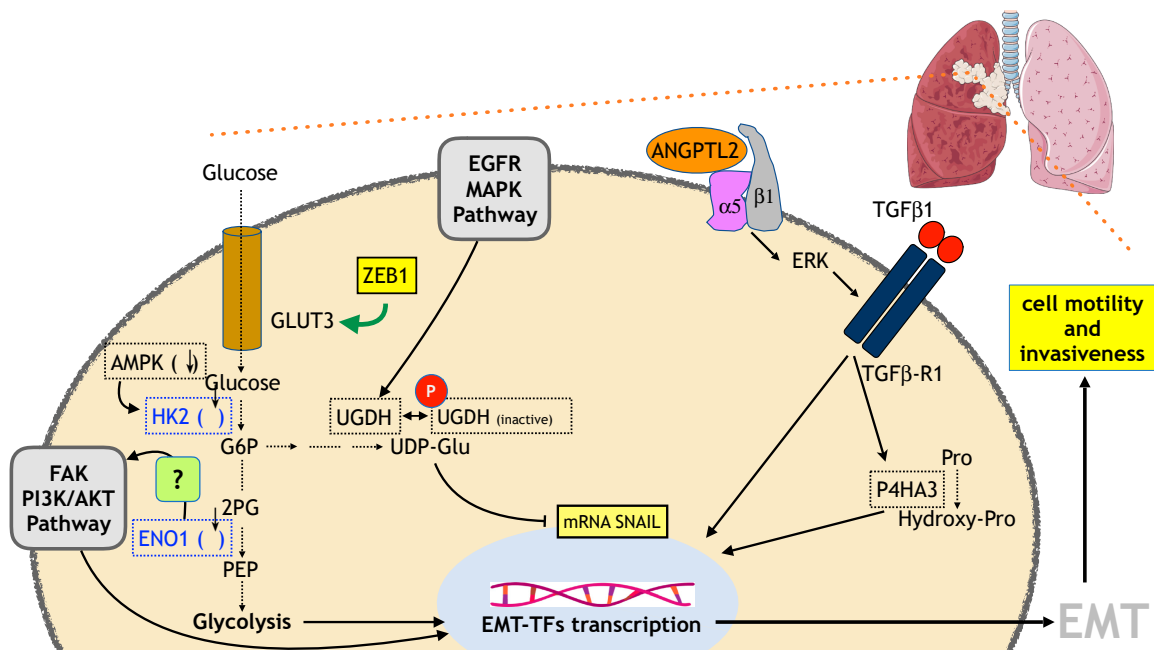 Glucose
EGFR
MAPK
Pathway
ANGPTL2
α5
β1
TGFβ1
ERK
ZEB1
GLUT3
TGFβ-R1
cell motility
and
invasiveness
AMPK (↓)
Glucose
HK2 (↓)
P
UGDH
UGDH (inactive)
G6P
UDP-Glu
FAK
PI3K/AKT
Pathway
?
2PG
ENO1 (↓)
PEP
Glycolysis
mRNA SNAIL
Pro
P4HA3
Hydroxy-Pro
EMT-TFs transcription
EMT